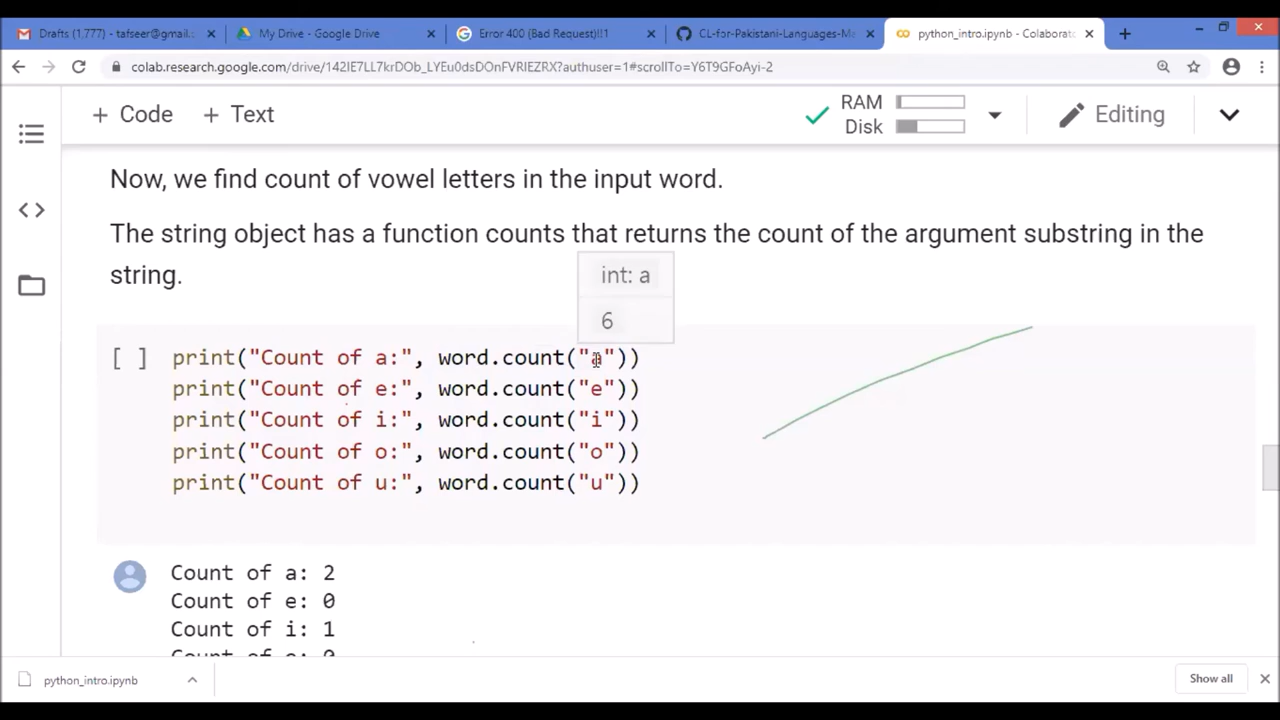 Drafts (1,777) - tafseer@gmail.
My Drive - Google Drive
Error 400 (Bad Request)!!1
CL-for-Pakistani-Languages-Ma
python_intro.ipynb - Colaborato
colab.research.google.com/drive/142IE7LL7krDOb_LYEu0dsDOnFVRIEZRX?authuser=1#scrollTo=Y6T9GFoAyi-2
+ Code + Text
RAM
Disk
Editing
Now, we find count of vowel letters in the input word.
The string object has a function counts that returns the count of the argument substring in the
string.
int: a
6
[ ] print("Count of a:", word.count("a"))
print("Count of e:", word.count("e"))
print("Count of i:", word.count("i"))
print("Count of o:", word.count("o"))
print("Count of u:", word.count("u"))
Count of a: 2
Count of e: 0
Count of i: 1
Count of o: 0
python_intro.ipynb
Show all